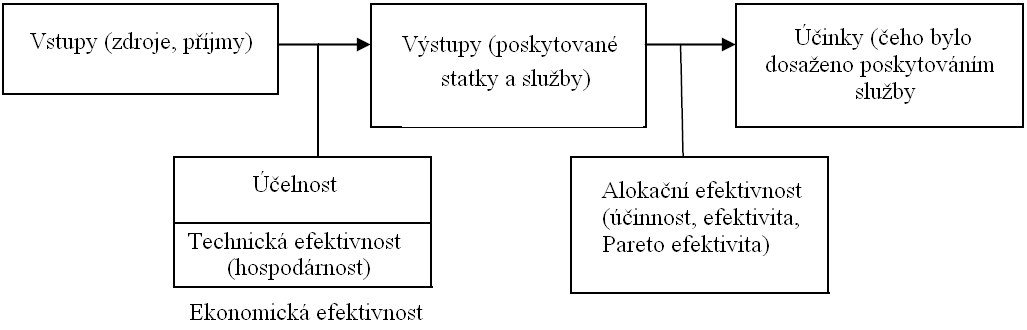 Vstupy (zdroje, příjmy)
Výstupy (poskytované
statky a služby)
Účinky (čeho bylo
dosaženo poskytováním
služby
Účelnost
Technická efektivnost
(hospodárnost)
Ekonomická efektivnost
Alokační efektivnost
(účinnost, efektivita,
Pareto efektivita)